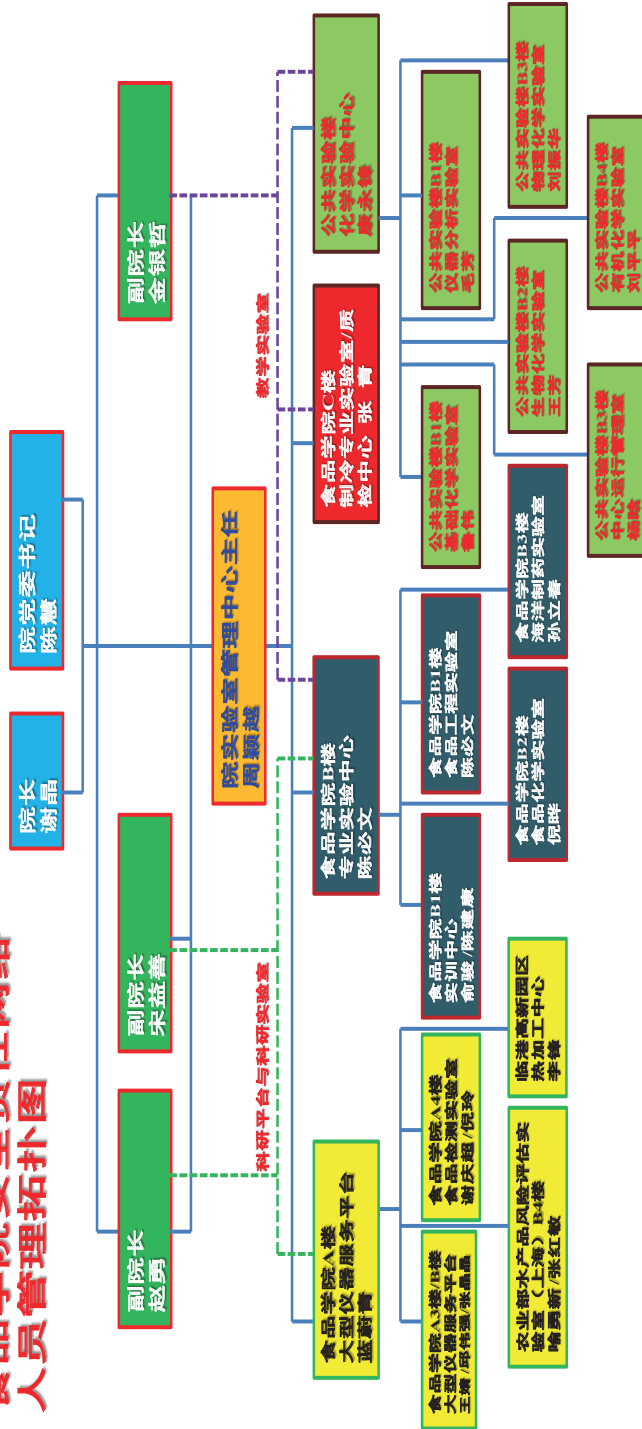 食品学院安全责任网络
人员管理拓扑图
院长
谢晶
院党委书记
陈慧
副院长
赵勇
副院长
宋益善
副院长
金银哲
院实验室管理中心主任
周颖越
科研平台与科研实验室
教学实验室
食品学院A楼
大型仪器服务平台
蓝蔚青
食品学院B楼
专业实验中心
陈必文
食品学院C楼
制冷专业实验室/质
检中心 张 青
公共实验楼
化学实验中心
康永锋
食品学院A3楼/B楼
大型仪器服务平台
王婧/邱伟强/张晶晶
食品学院A4楼
食品检测实验室
谢庆超/倪玲
食品学院B1楼
实训中心
俞骏/陈建康
食品学院B1楼
食品工程实验室
陈必文
公共实验楼B1楼
基础化学实验室
鲁伟
公共实验楼B1楼
仪器分析实验室
毛芳
农业部水产品风险评估实
验室（上海）B4楼
喻勇新/张红敏
临港高新园区
热加工中心
李锋
食品学院B2楼
食品化学实验室
倪晔
食品学院B3楼
海洋制药实验室
孙立春
公共实验楼B2楼
生物化学实验室
王芳
公共实验楼B3楼
物理化学实验室
刘振华
公共实验楼B3楼
中心运行管理室
杨晗
公共实验楼B4楼
有机化学实验室
刘平平